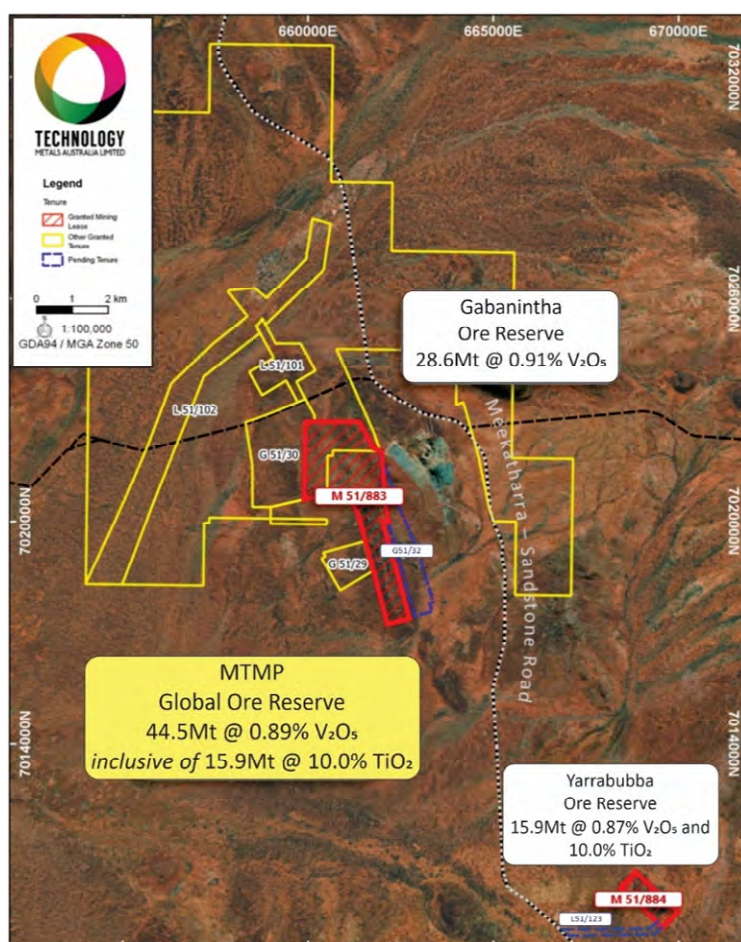 660000E
665000E
670000E
7032000N
7026000N
7020000N
7014000N
7020000N
7014000N
TECHNOLOGY
METALS AUSTRALIA LIMITED
Legend
Tenure
Granted Mining
Lease
Other Granted
Tenure
Pending Tenure
0 1 2 km
1:100,000
GDA94 / MGA Zone 50
Gabanintha
Ore Reserve
28.6Mt @ 0.91% V₂O₅
L 51/101
L 51/102
G 51/30
M 51/883
G51/32
G 51/29
Meekatharra – Sandstone Road
MTMP
Global Ore Reserve
44.5Mt @ 0.89% V₂O₅
inclusive of 15.9Mt @ 10.0% TiO₂
Yarrabubba
Ore Reserve
15.9Mt @ 0.87% V₂O₅ and
10.0% TiO₂
M 51/884
L51/123